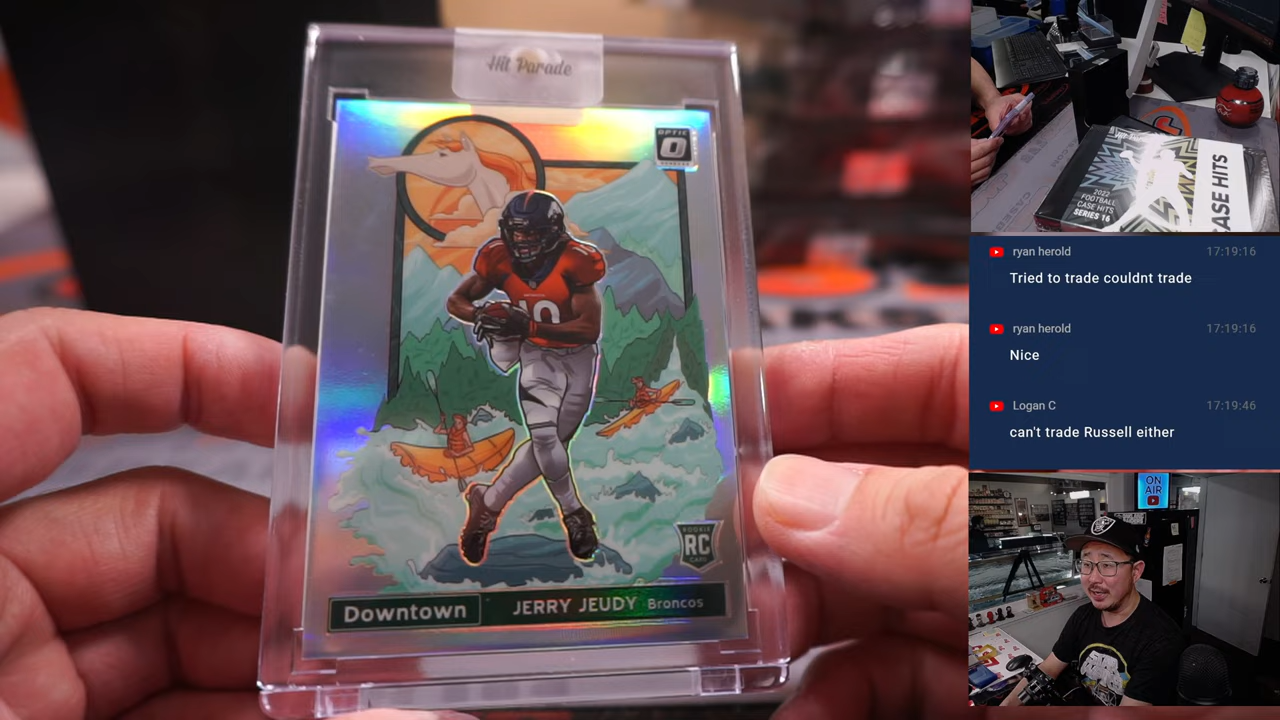 Hit Parade
OPTIC
10
ROOKIE
RC
CARD
Downtown JERRY JEUDY Broncos
2022
FOOTBALL
CASE HITS
SERIES 16
CASE HITS
ryan herold 17:19:16
Tried to trade couldnt trade
ryan herold 17:19:16
Nice
Logan C 17:19:46
can't trade Russell either
ON
AIR